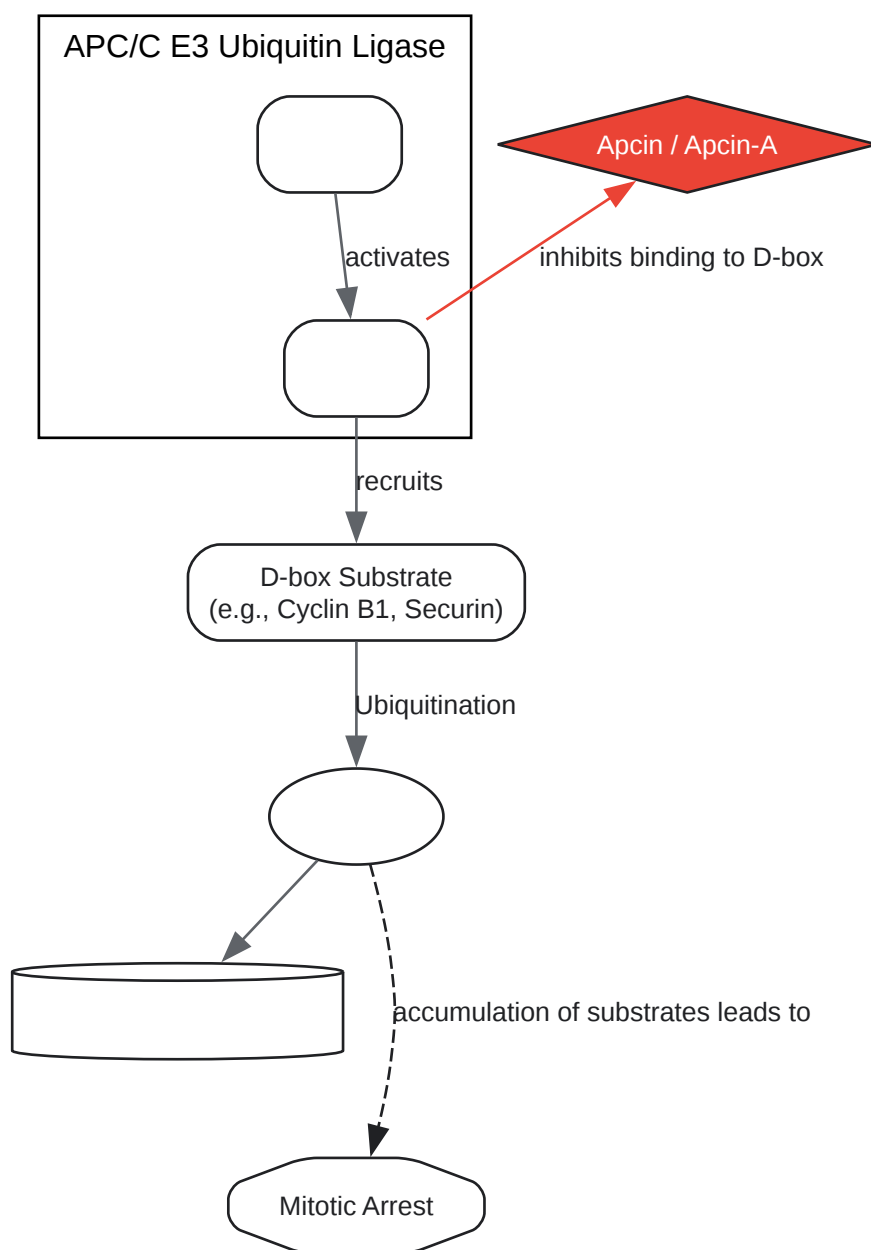 APC/C E3 Ubiquitin Ligase
Apcin / Apcin-A
activates
inhibits binding to D-box
recruits
D-box Substrate
(e.g., Cyclin B1, Securin)
Ubiquitination
accumulation of substrates leads to
Mitotic Arrest